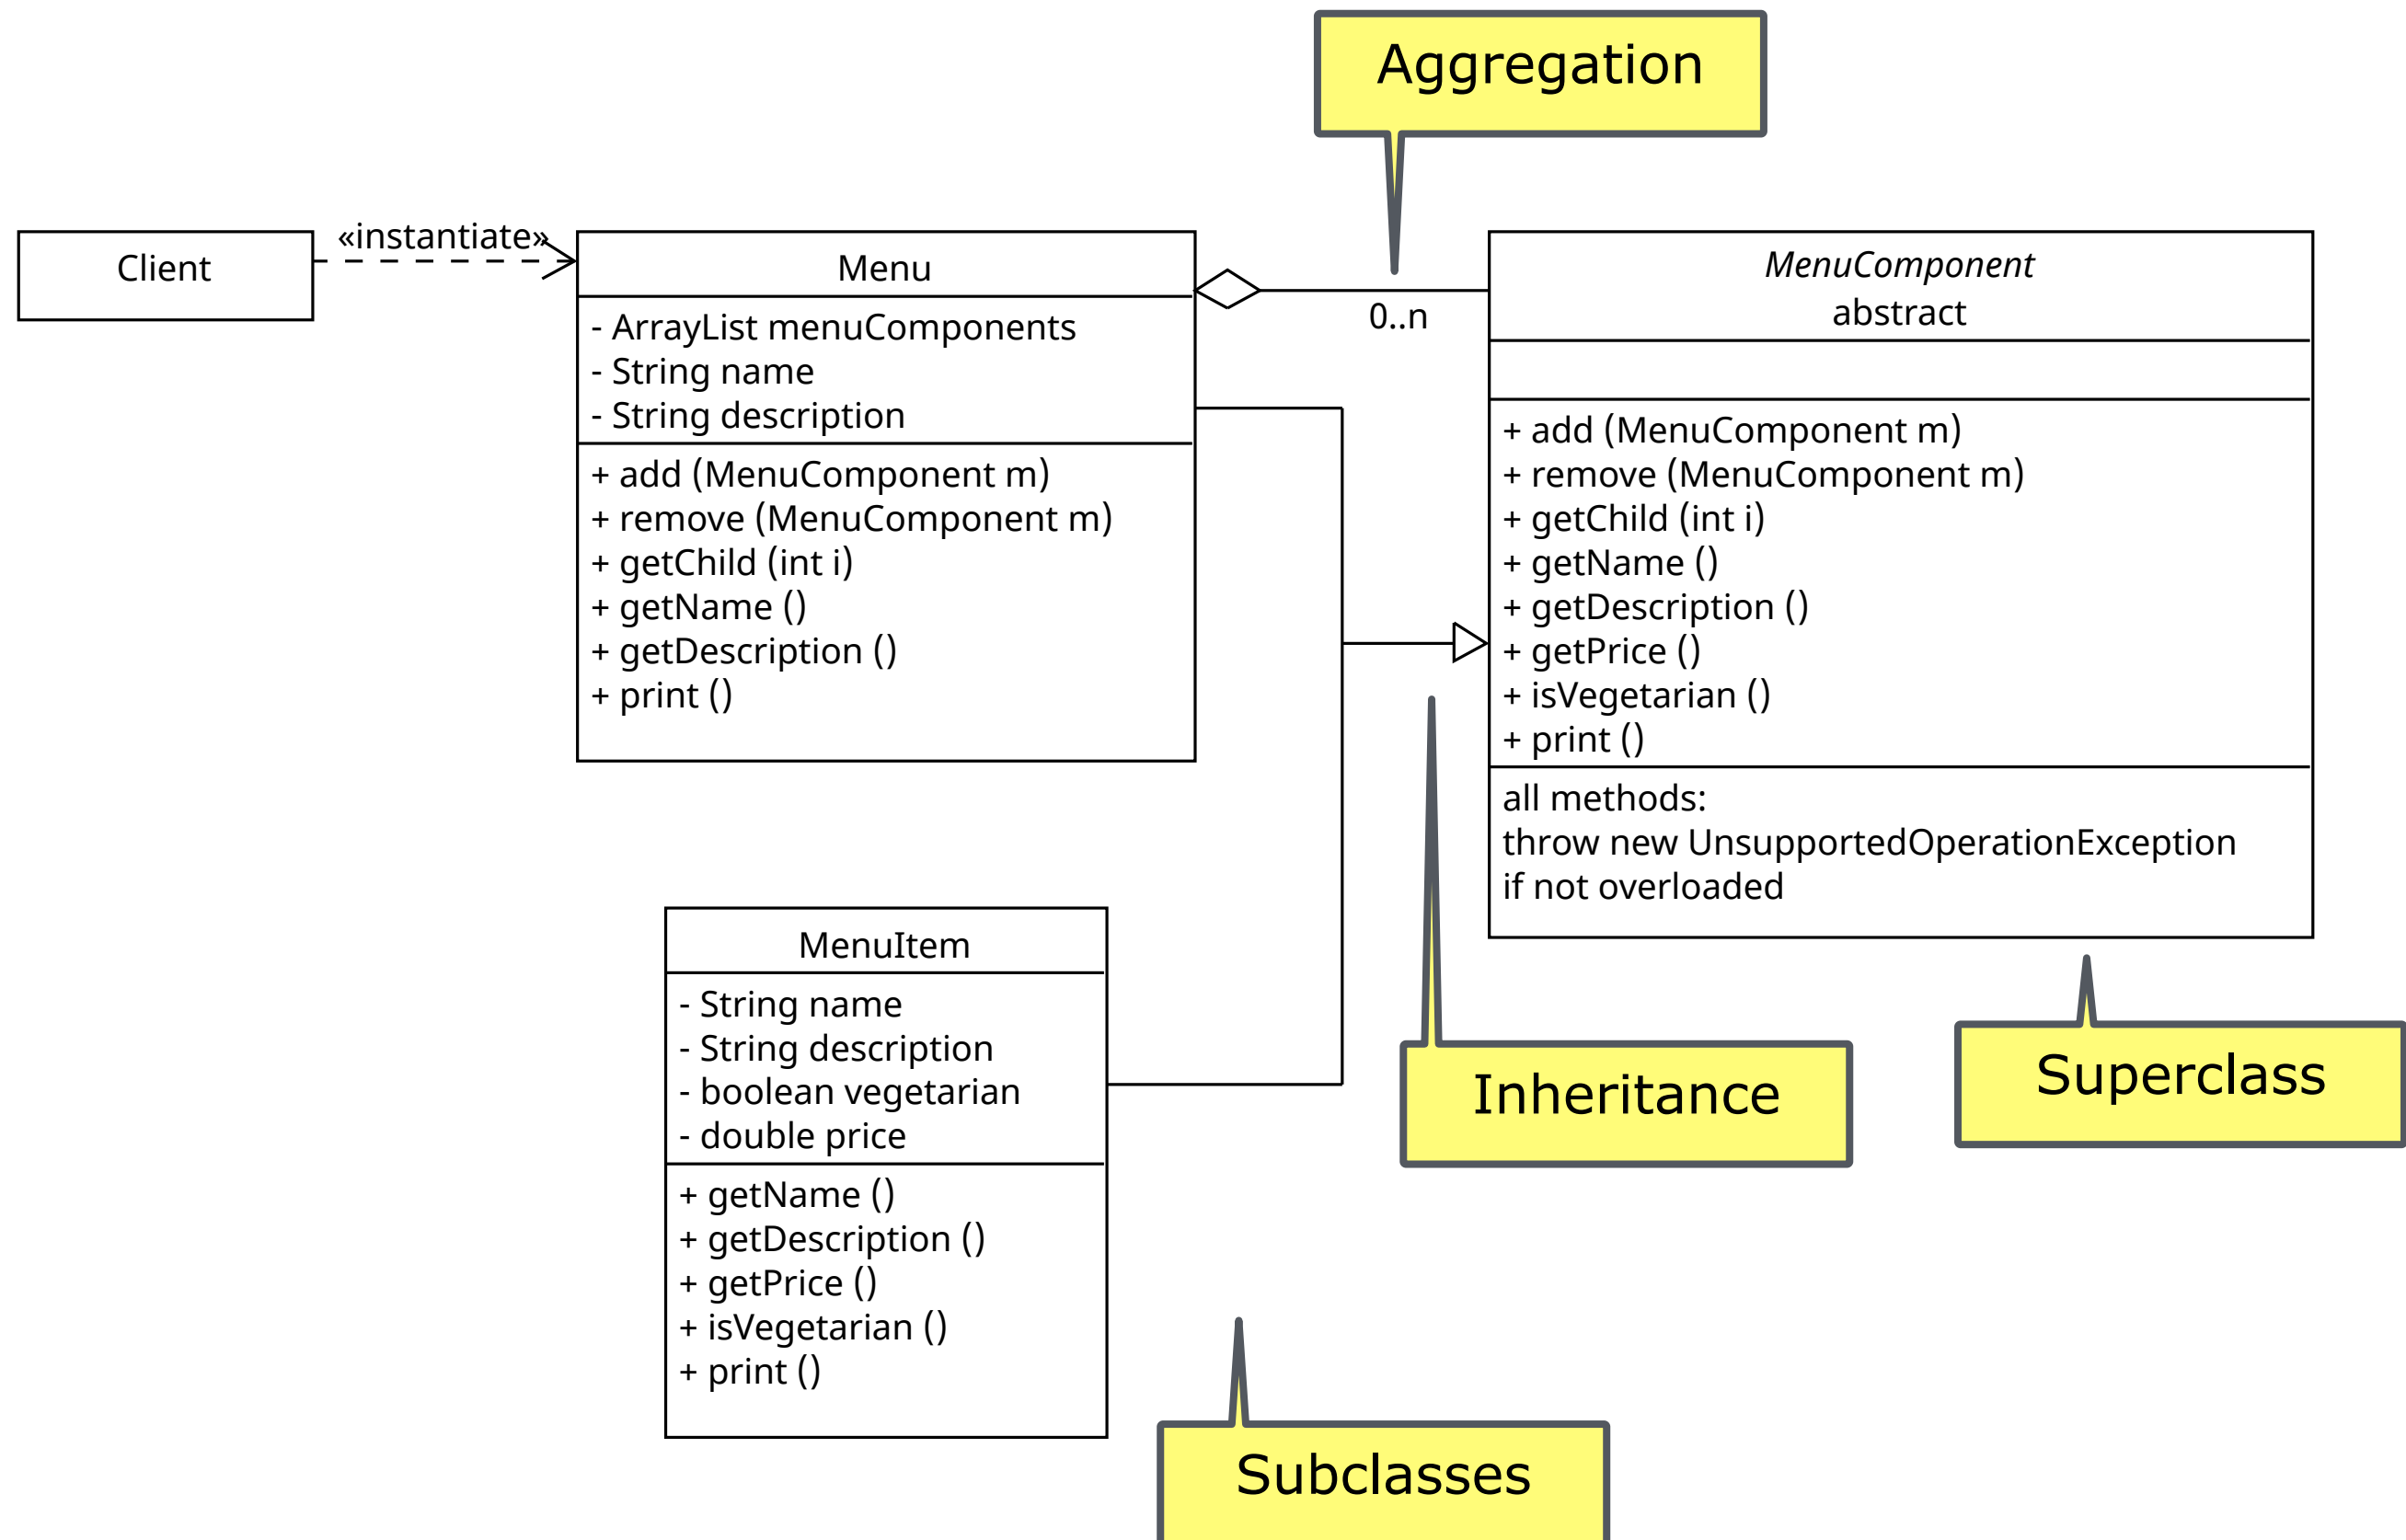 Aggregation
Client
«instantiate»
Menu
- ArrayList menuComponents
- String name
- String description
+ add (MenuComponent m)
+ remove (MenuComponent m)
+ getChild (int i)
+ getName ()
+ getDescription ()
+ print ()
0..n
MenuComponent
abstract
+ add (MenuComponent m)
+ remove (MenuComponent m)
+ getChild (int i)
+ getName ()
+ getDescription ()
+ getPrice ()
+ isVegetarian ()
+ print ()
all methods:
throw new UnsupportedOperationException
if not overloaded
MenuItem
- String name
- String description
- boolean vegetarian
- double price
+ getName ()
+ getDescription ()
+ getPrice ()
+ isVegetarian ()
+ print ()
Inheritance
Superclass
Subclasses